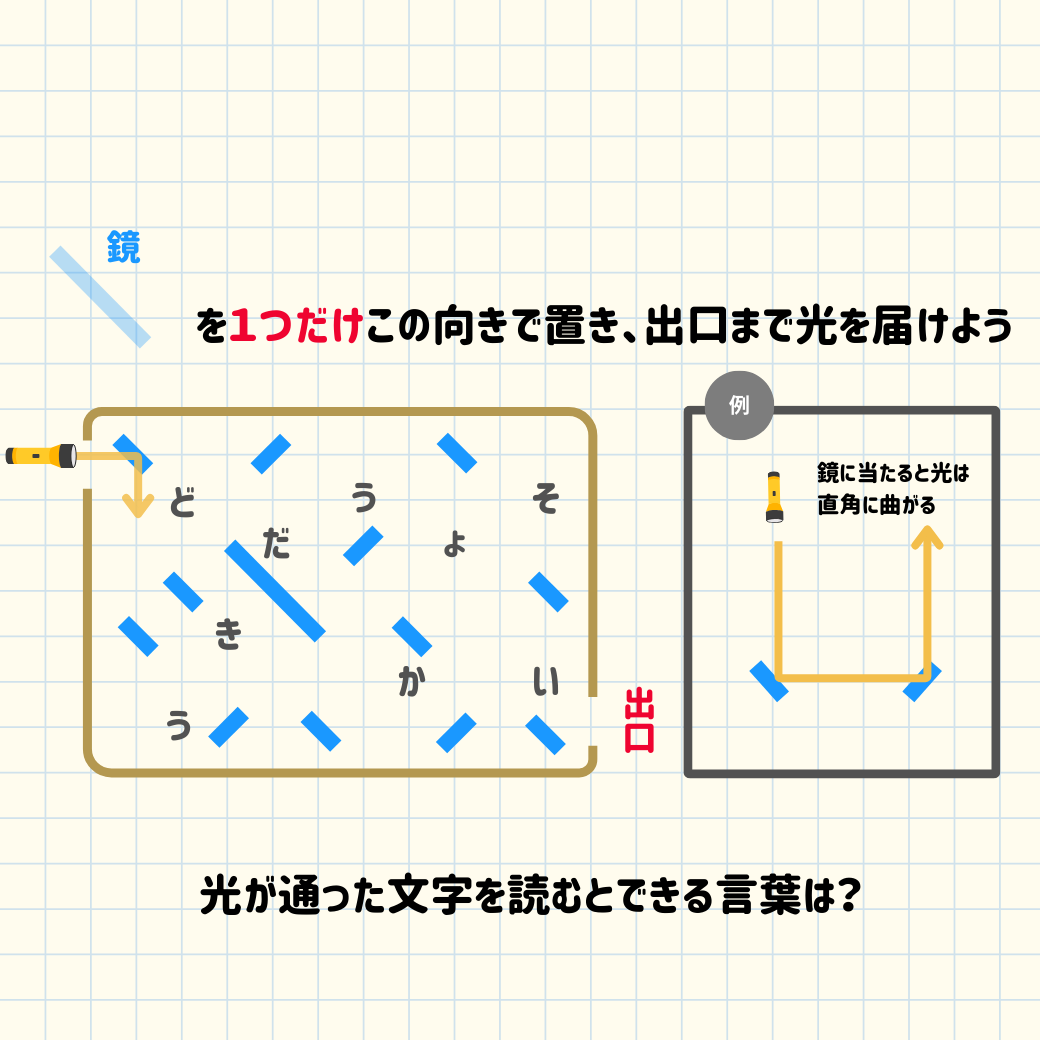 鏡
を1つだけこの向きで置き、出口まで光を届けよう
例
鏡に当たると光は
直角に曲がる
ど
う
そ
だ
ょ
き
か
い
う
出口
光が通った文字を読むとできる言葉は?